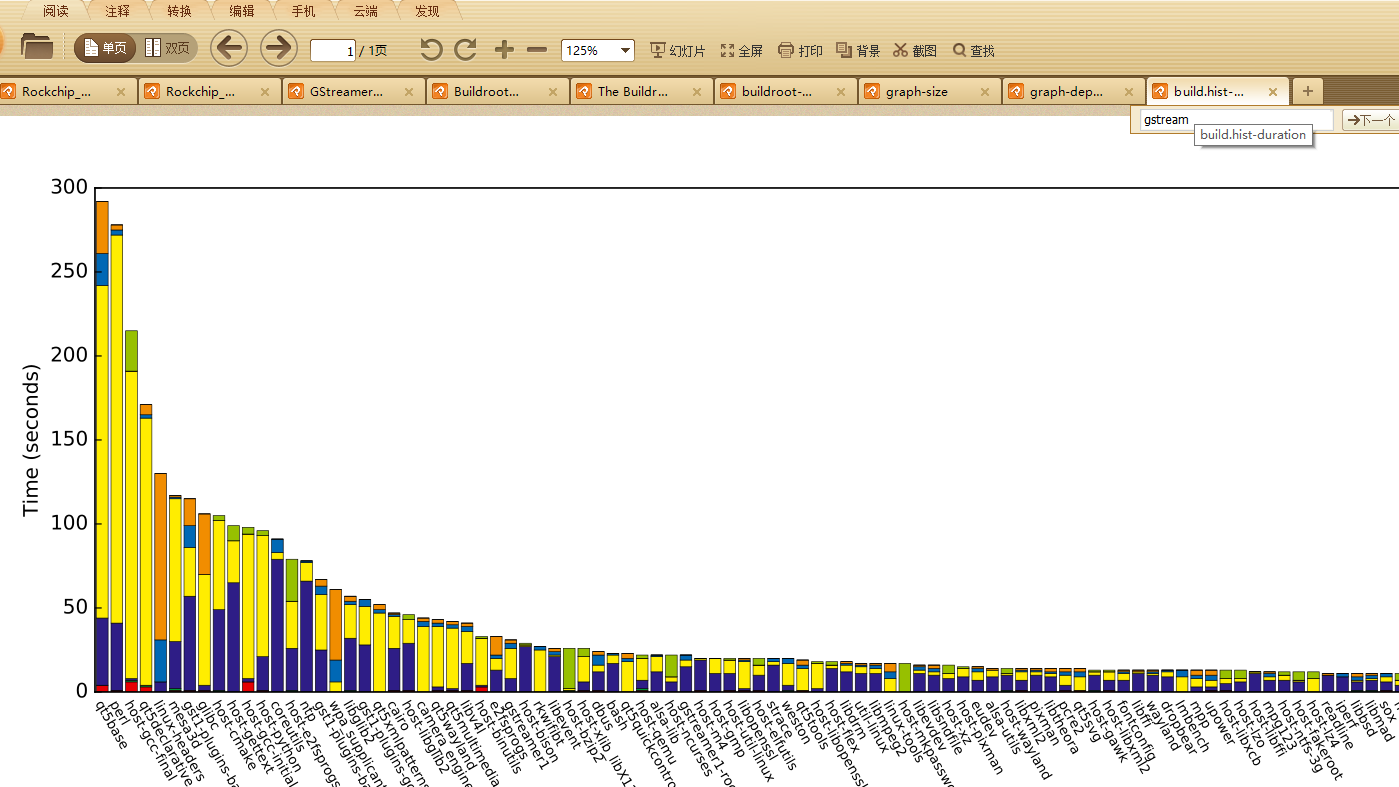 阅读 注释 转换 编辑 手机 云端 发现
单页 双页 1 / 1页 125% 幻灯片 全屏 打印 背景 截图 查找
Rockchip_... Rockchip_... GStreamer... Buildroot... The Buildr... buildroot-... graph-size graph-dep... build.hist-...
gstream 下一个
build.hist-duration
300
250
200
150
100
50
0
Time (seconds)
qt5base
perl
host-gcc-final
qt5declarative
linux-headers
mesa3d
gst1-plugins-ba
glibc
host-cmake
host-gettext
host-gcc-initial
host-python
coreutils
host-e2fsprogs
ntp
gst1-plugins-ba
wpa_supplicant
libglib2
gst1-plugins-go
qt5xmlpatterns
cairo
host-libglib2
camera_engine
qt5wayland
qt5multimedia
libv4l
host-binutils
e2fsprogs
gstreamer1
host-bison
rkwifibt
libevent
host-bzip2
host-xlib_libX11
dbus
bash
qt5quickcontro
host-qemu
alsa-lib
host-ncurses
gstreamer1-roc
host-m4
host-gmp
host-util-linux
libopenssl
host-elfutils
strace
weston
qt5tools
host-libopenssl
host-flex
libdrm
util-linux
libmpeg2
linux-tools
host-mkpasswd
libevdev
libsndfile
host-xz
host-pixman
eudev
alsa-utils
host-wayland
libxml2
pixman
libtheora
pcre2
qt5svg
host-gawk
host-libxml2
fontconfig
libffi
wayland
dropbear
lmbench
mpp
upower
host-libxcb
host-lzo
host-libffi
mpg123
host-ntfs-3g
host-fakeroot
host-lz4
readline
iperf
libbsd
libmad